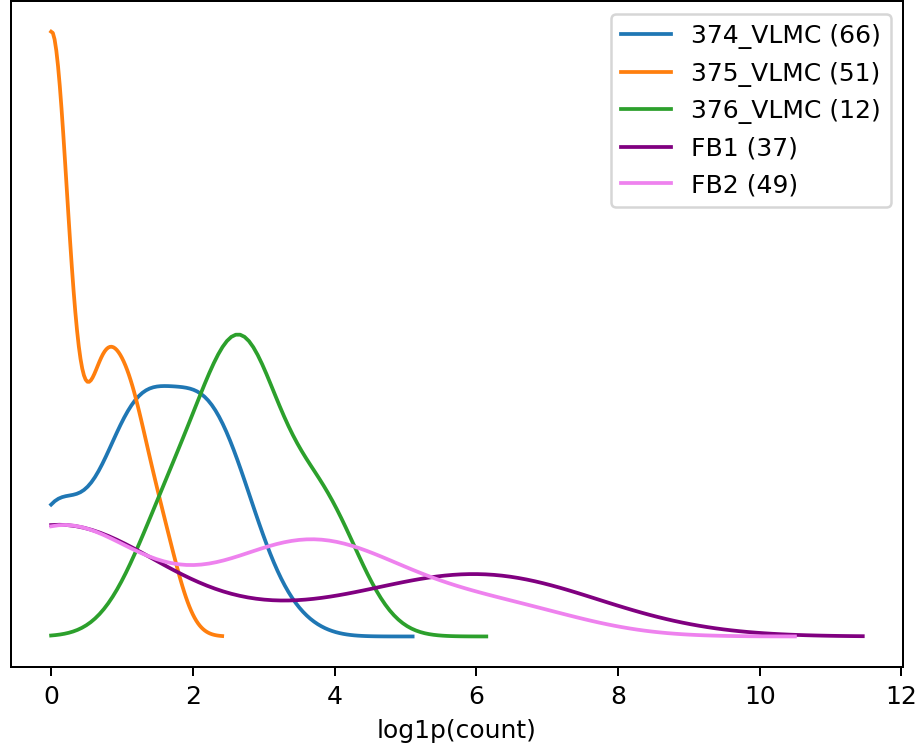 374_VLMC (66)
375_VLMC (51)
376_VLMC (12)
FB1 (37)
FB2 (49)
0 2 4 6 8 10 12
log1p(count)